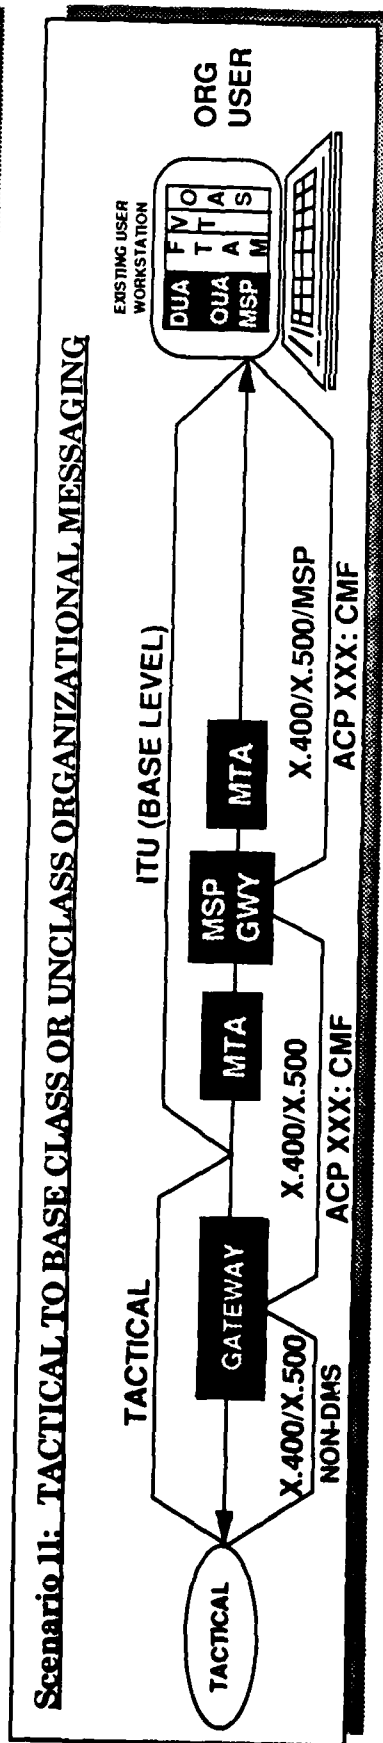 Scenario 11: TACTICAL TO BASE CLASS OR UNCLASS ORGANIZATIONAL MESSAGING
TACTICAL
ITU (BASE LEVEL)
EXISTING USER
WORKSTATION
ORG
USER
TACTICAL
GATEWAY
MTA
MSP
GWY
MTA
DUA
OUA
MSP
F V O
T T A
A S
M
X.400/X.500
NON-DMS
X.400/X.500
ACP XXX: CMF
X.400/X.500/MSP
ACP XXX: CMF